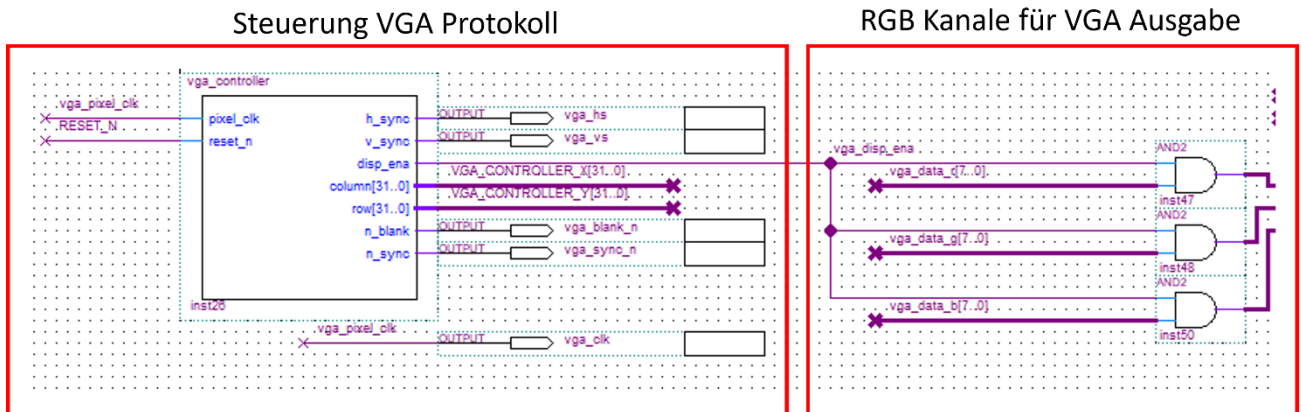 Steuerung VGA Protokoll
RGB Kanale für VGA Ausgabe
vga_controller
vga_pixel_clk
RESET_N
pixel_clk
reset_n
h_sync
v_sync
disp_ena
column[31..0]
row[31..0]
n_blank
n_sync
inst26
OUTPUT
vga_hs
OUTPUT
vga_vs
VGA_CONTROLLER_X[31..0]
VGA_CONTROLLER_Y[31..0]
OUTPUT
vga_blank_n
OUTPUT
vga_sync_n
vga_pixel_clk
OUTPUT
vga_clk
vga_disp_ena
AND2
vga_data_r[7..0]
inst47
AND2
vga_data_g[7..0]
inst48
AND2
vga_data_b[7..0]
inst50